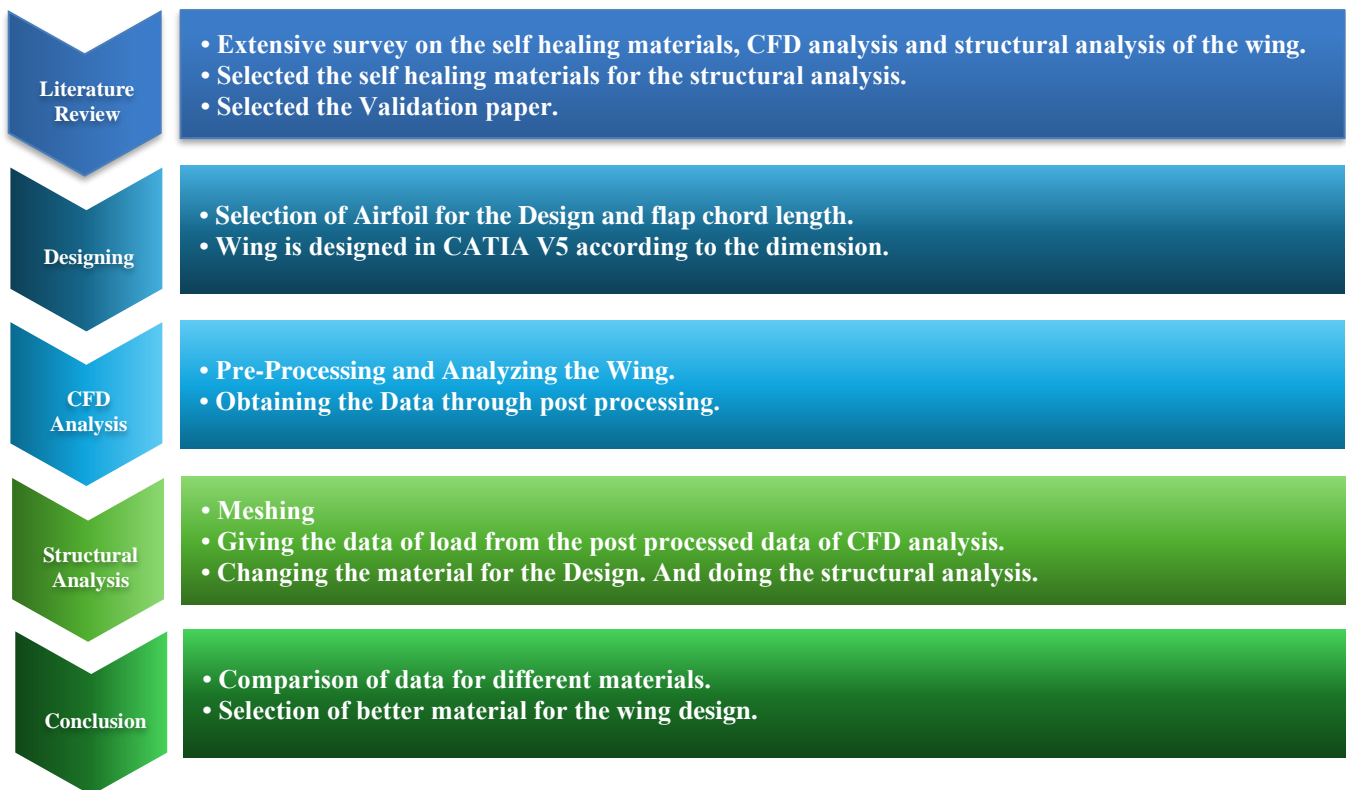 Literature
Review
• Extensive survey on the self healing materials, CFD analysis and structural analysis of the wing.
• Selected the self healing materials for the structural analysis.
• Selected the Validation paper.
Designing
• Selection of Airfoil for the Design and flap chord length.
• Wing is designed in CATIA V5 according to the dimension.
CFD
Analysis
• Pre-Processing and Analyzing the Wing.
• Obtaining the Data through post processing.
Structural
Analysis
• Meshing
• Giving the data of load from the post processed data of CFD analysis.
• Changing the material for the Design. And doing the structural analysis.
Conclusion
• Comparison of data for different materials.
• Selection of better material for the wing design.